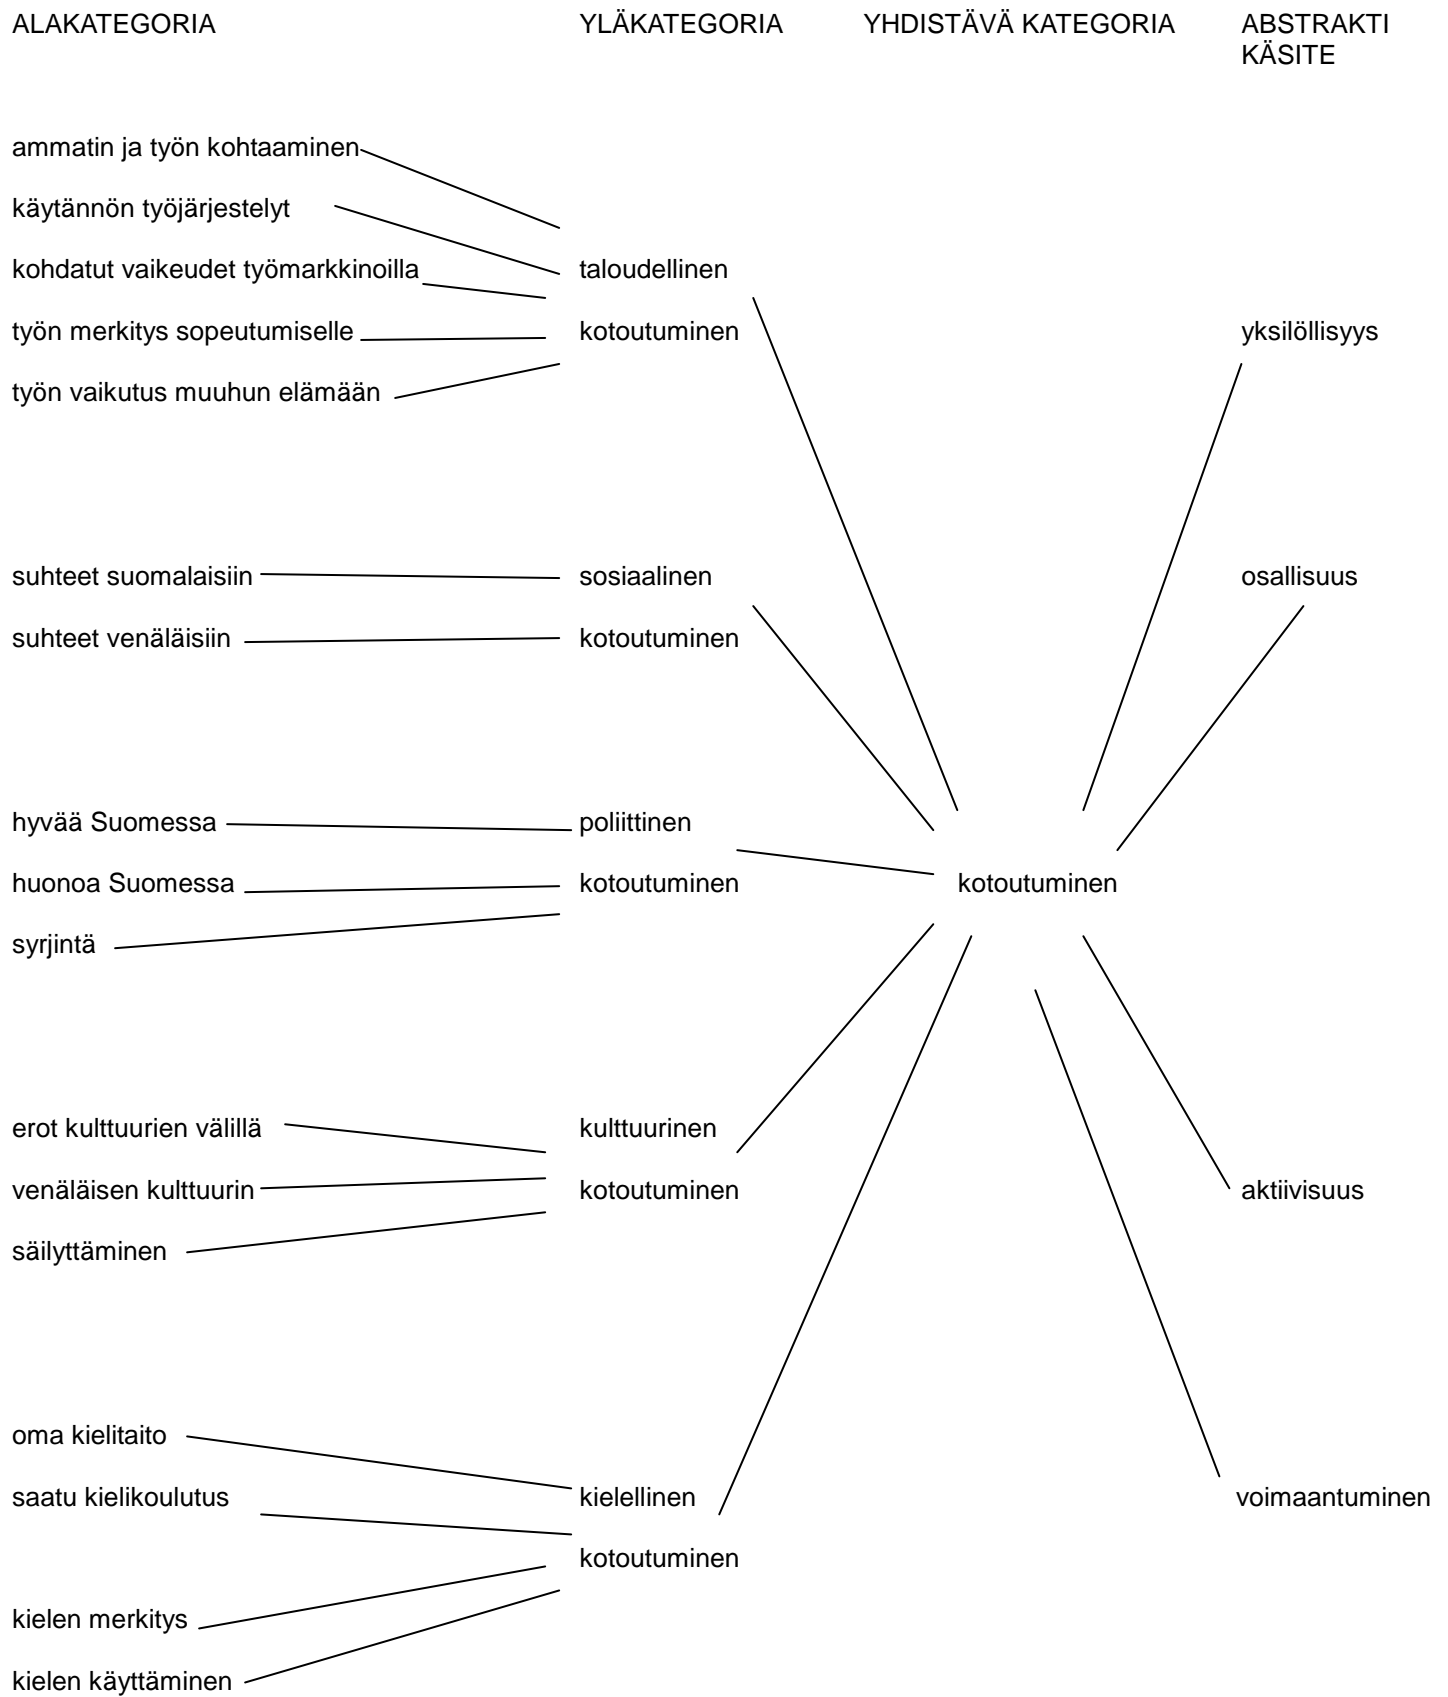 ALAKATEGORIA YLÄKATEGORIA YHDISTÄVÄ KATEGORIA ABSTRAKTI
KÄSITE
ammatin ja työn kohtaaminen
käytännön työjärjestelyt
kohdatut vaikeudet työmarkkinoilla taloudellinen
työn merkitys sopeutumiselle kotoutuminen yksilöllisyys
työn vaikutus muuhun elämään
suhteet suomalaisiin sosiaalinen osallisuus
suhteet venäläisiin kotoutuminen
hyvää Suomessa poliittinen
huonoa Suomessa kotoutuminen kotoutuminen
syrjintä
erot kulttuurien välillä kulttuurinen
venäläisen kulttuurin kotoutuminen aktiivisuus
säilyttäminen
oma kielitaito
saatu kielikoulutus kielellinen voimaantuminen
kotoutuminen
kielen merkitys
kielen käyttäminen